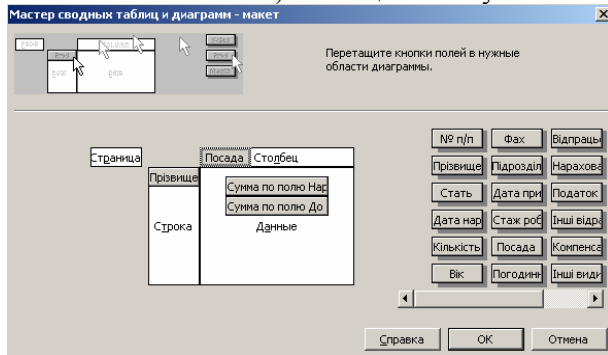 Мастер сводных таблиц и диаграмм - макет
Перетащите кнопки полей в нужные
области диаграммы.
Страница
Посада Столбец
Прізвище
Сумма по полю Нар
Сумма по полю До
Строка
Данные
№ п/п Фах Відпрацьо
Прізвище Підрозділ Нарахова
Стать Дата при Податок
Дата нар Стаж роб Інші відра
Кількість Посада Компенса
Вік Погодинн Інші види
Справка ОК Отмена